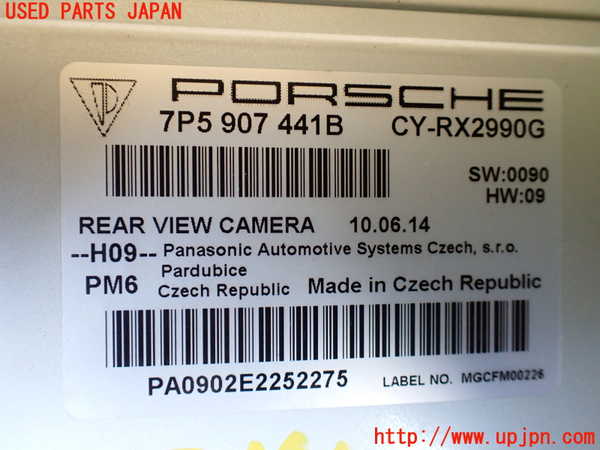 USED PARTS JAPAN
PORSCHE
7P5 907 441B CY-RX2990G
SW:0090
HW:09
REAR VIEW CAMERA 10.06.14
--H09-- Panasonic Automotive Systems Czech, s.r.o.
Pardubice
PM6 Czech Republic Made in Czech Republic
PA0902E2252275 LABEL NO. MGCFM00226
http://www.upjpn.com/